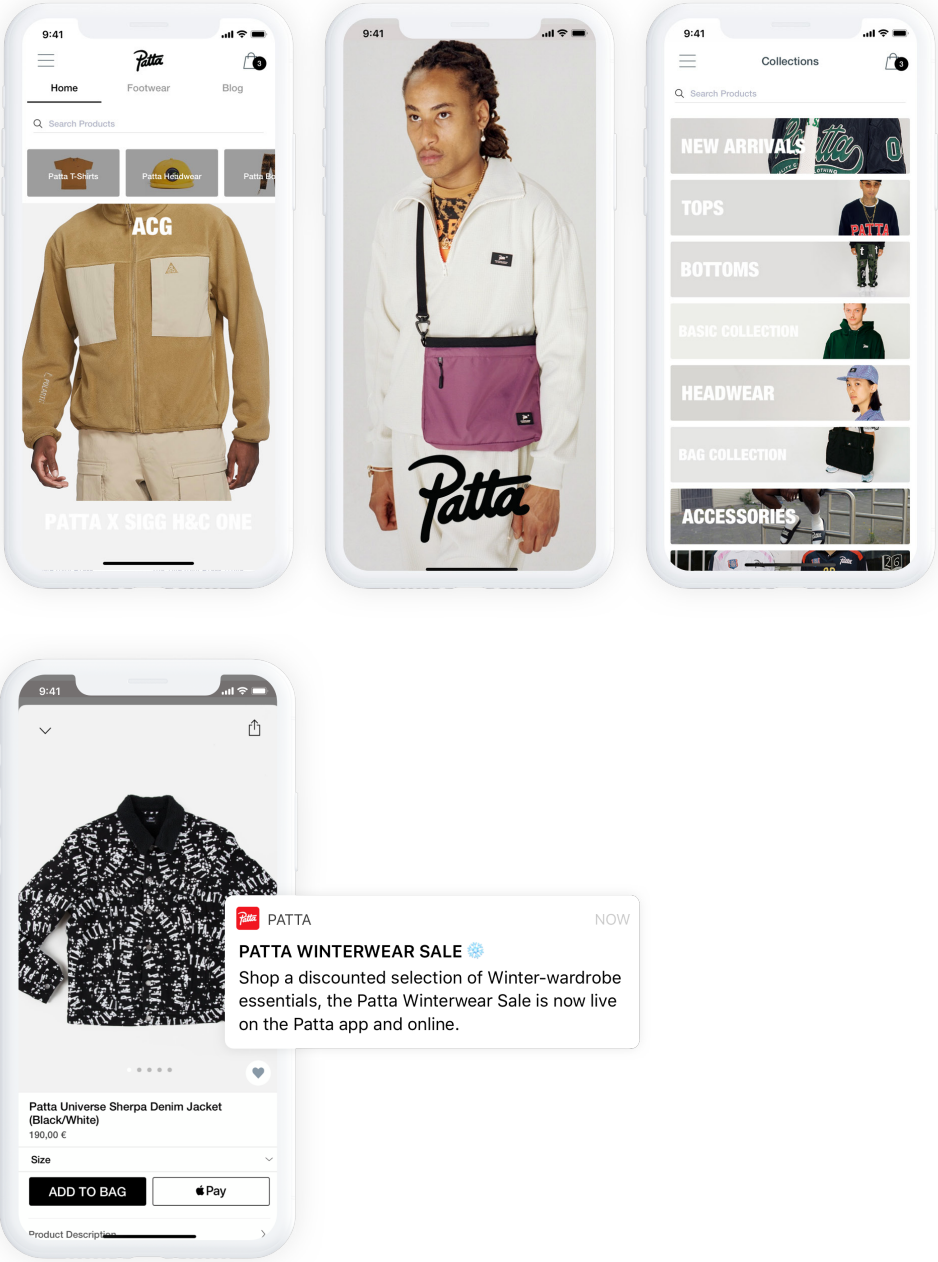 9:41
Patta
3
Home
Footwear
Blog
Search Products
Patta T-Shirts
Patta Headwear
Patta Bo
ACG
PATTA X SIGG H&C ONE
9:41
Patta
9:41
Collections
3
Search Products
NEW ARRIVALS
TOPS
PATTA
BOTTOMS
BASIC COLLECTION
HEADWEAR
BAG COLLECTION
ACCESSORIES
26
9:41
Patta
PATTA
NOW
PATTA WINTERWEAR SALE ❄️
Shop a discounted selection of Winter-wardrobe
essentials, the Patta Winterwear Sale is now live
on the Patta app and online.
Patta Universe Sherpa Denim Jacket
(Black/White)
190,00 €
Size
ADD TO BAG
Pay
Product Description